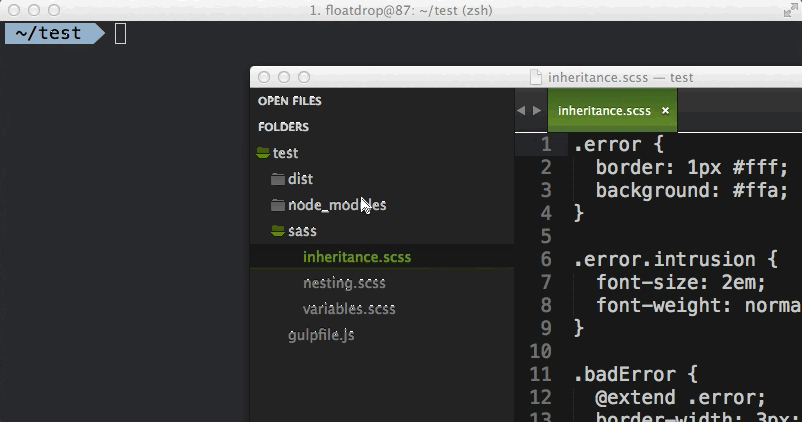 1. floatdrop@87: ~/test (zsh)
~/test
inheritance.scss — test
OPEN FILES
FOLDERS
test
dist
node_modules
sass
inheritance.scss
nesting.scss
variables.scss
gulpfile.js
inheritance.scss ×
1 .error {
2 border: 1px #fff;
3 background: #ffa;
4 }
5
6 .error.intrusion {
7 font-size: 2em;
8 font-weight: norma
9 }
10
11 .badError {
12 @extend .error;
13 border-width: 3px;